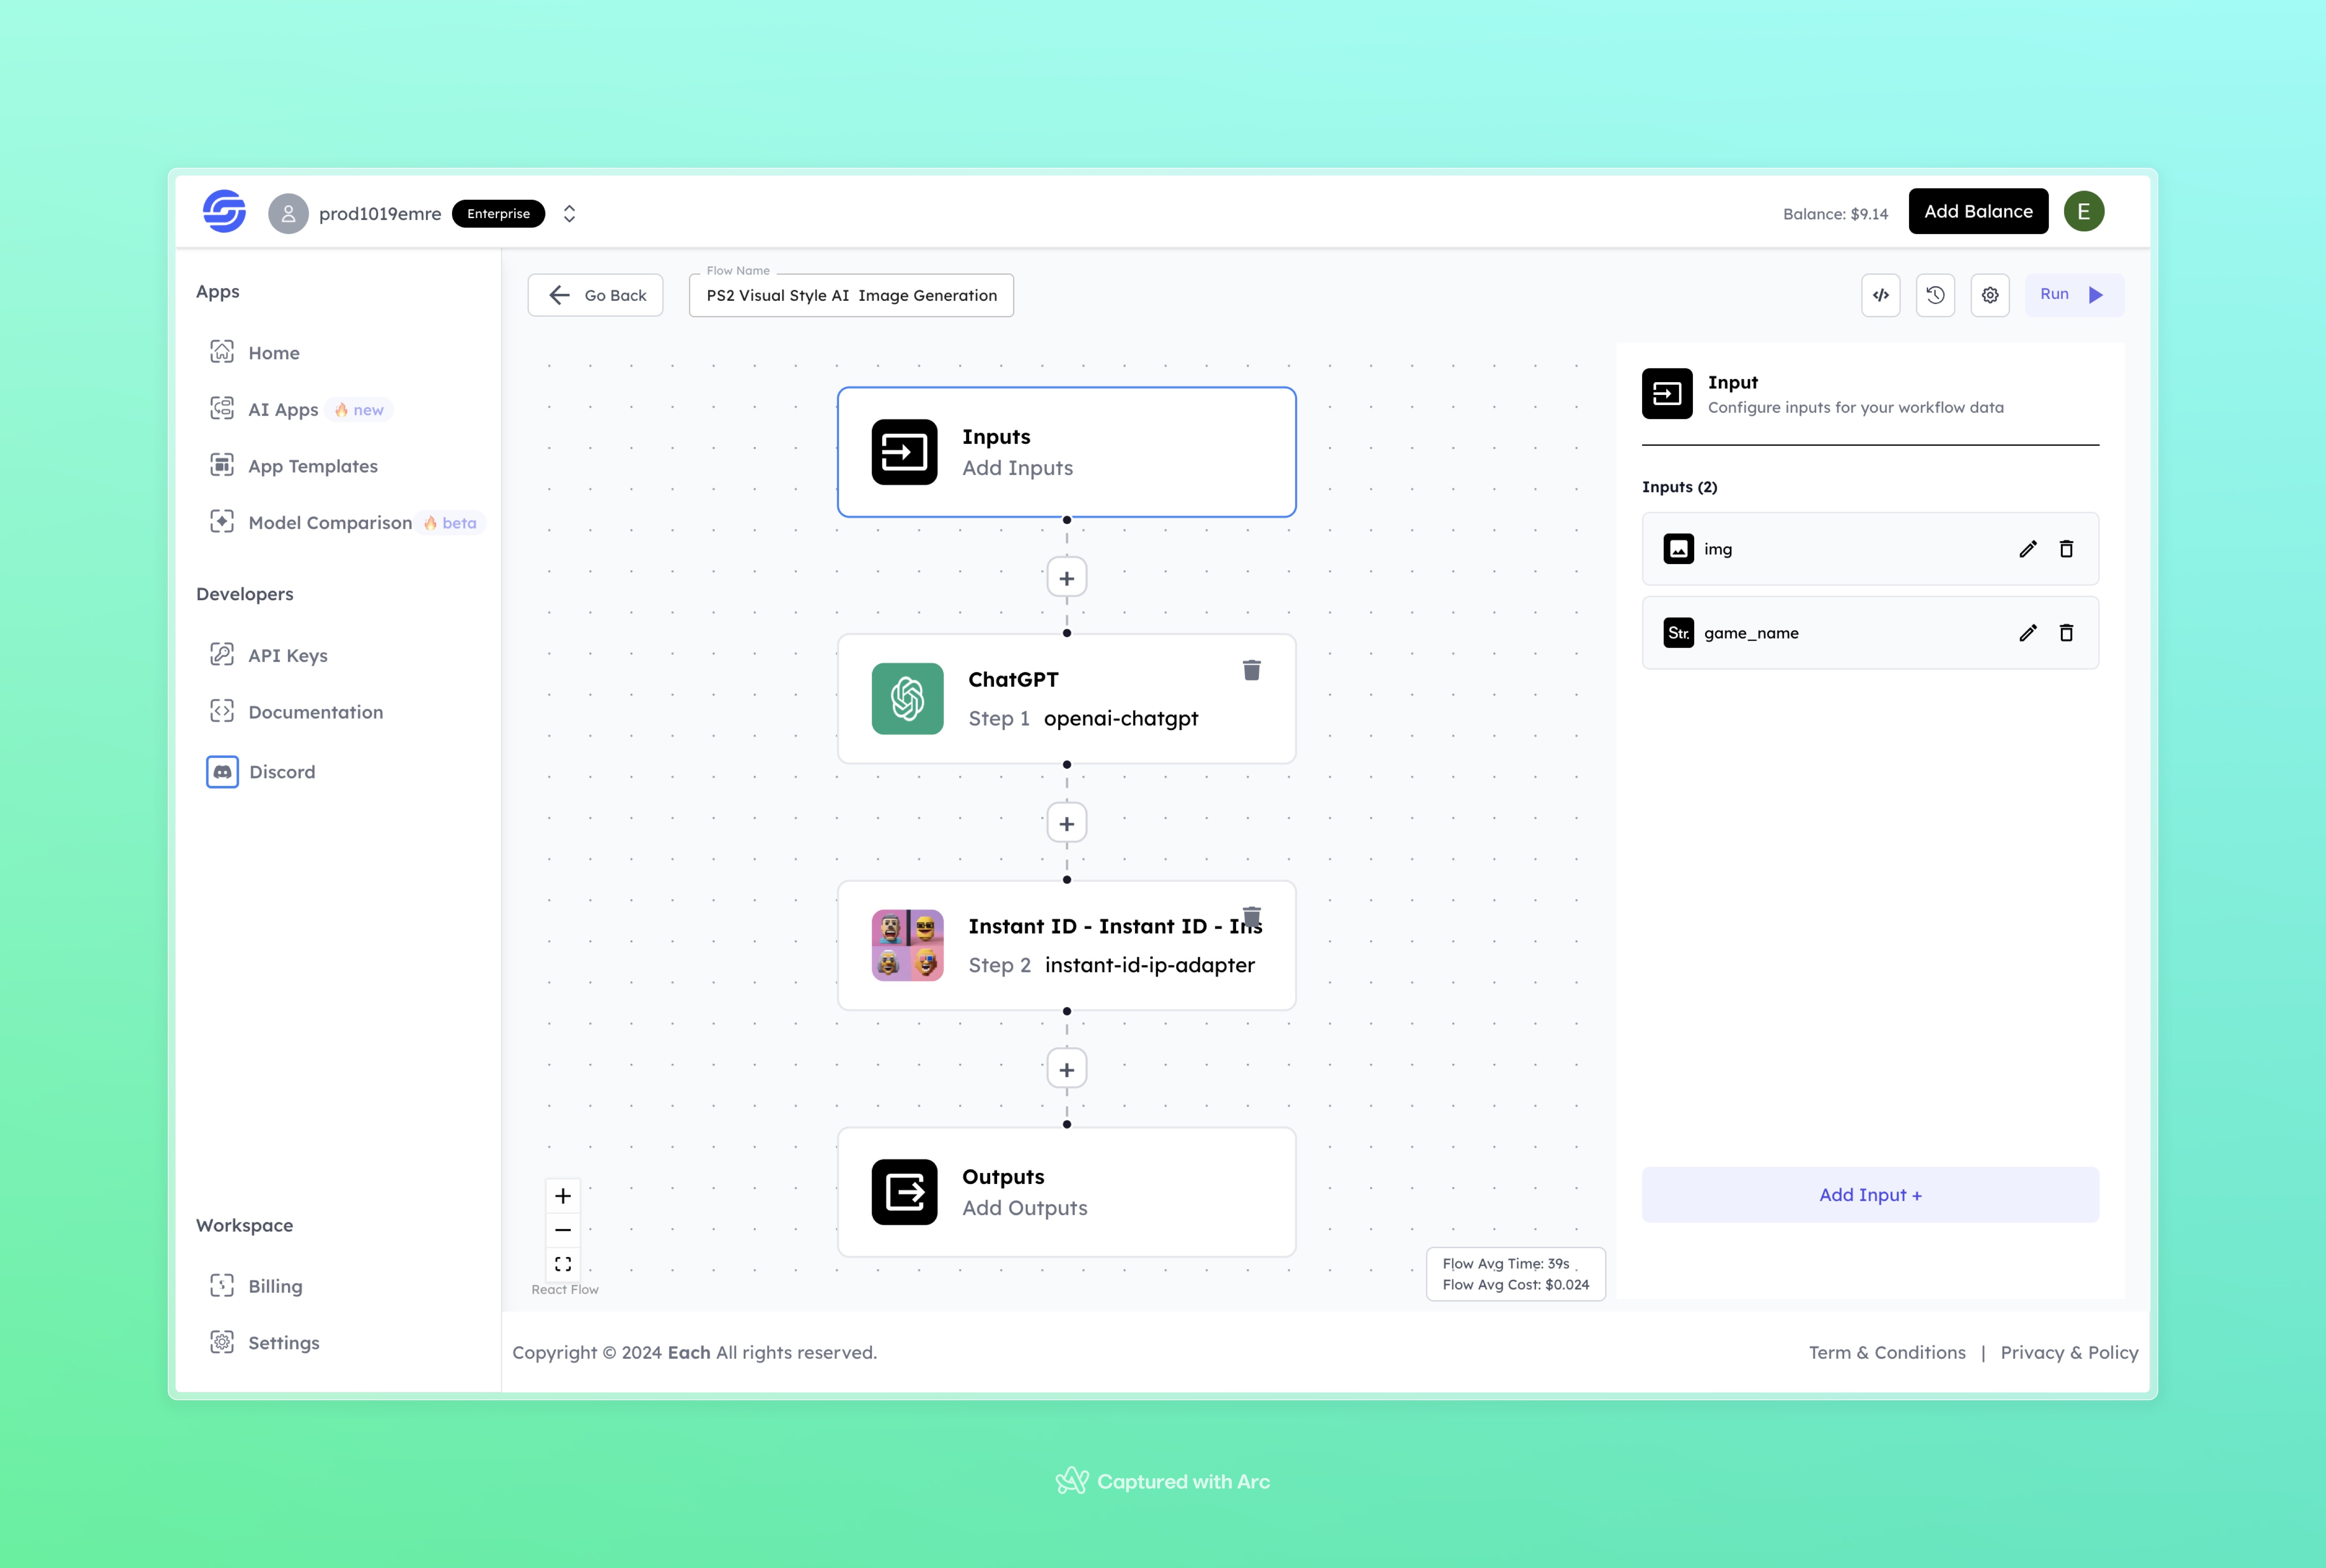 prod1019emre Enterprise
Balance: $9.14
Add Balance
E
Apps
Home
AI Apps 🔥 new
App Templates
Model Comparison 🔥 beta
Developers
API Keys
Documentation
Discord
Workspace
Billing
Settings
Go Back
Flow Name
PS2 Visual Style AI  Image Generation
Run
Inputs
Add Inputs
ChatGPT
Step 1 openai-chatgpt
Instant ID - Instant ID - Ins
Step 2 instant-id-ip-adapter
Outputs
Add Outputs
React Flow
Flow Avg Time: 39s
Flow Avg Cost: $0.024
Input
Configure inputs for your workflow data
Inputs (2)
img
Str. game_name
Add Input +
Copyright © 2024 Each All rights reserved.
Term & Conditions | Privacy & Policy
Captured with Arc